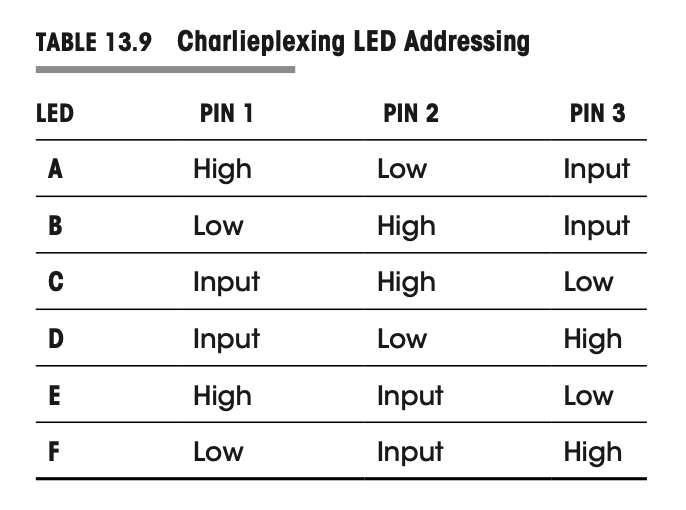 TABLE 13.9 Charlieplexing LED Addressing
LED PIN 1 PIN 2 PIN 3
A High Low Input
B Low High Input
C Input High Low
D Input Low High
E High Input Low
F Low Input High